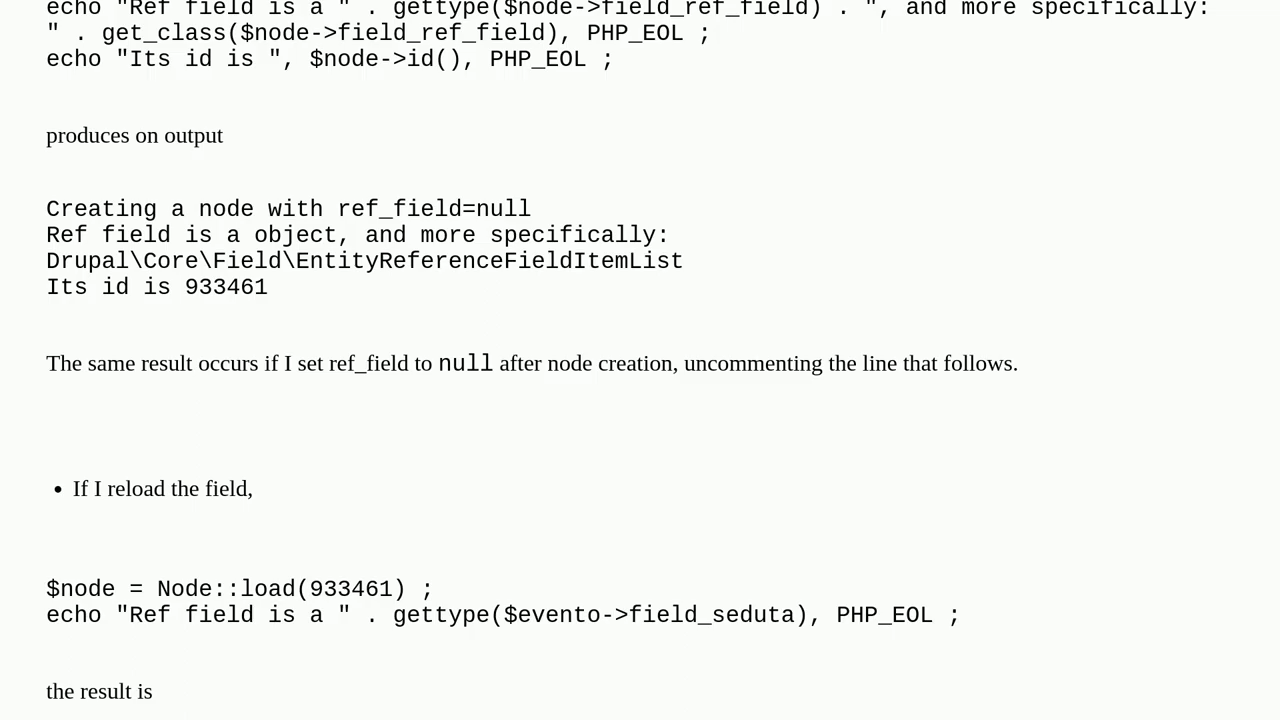 echo "Ref field is a " . gettype($node->field_ref_field) . ", and more specifically:
" . get_class($node->field_ref_field), PHP_EOL ;
echo "Its id is ", $node->id(), PHP_EOL ;
produces on output
Creating a node with ref_field=null
Ref field is a object, and more specifically:
Drupal\Core\Field\EntityReferenceFieldItemList
Its id is 933461
The same result occurs if I set ref_field to null after node creation, uncommenting the line that follows.
• If I reload the field,
$node = Node::load(933461) ;
echo "Ref field is a " . gettype($evento->field_seduta), PHP_EOL ;
the result is